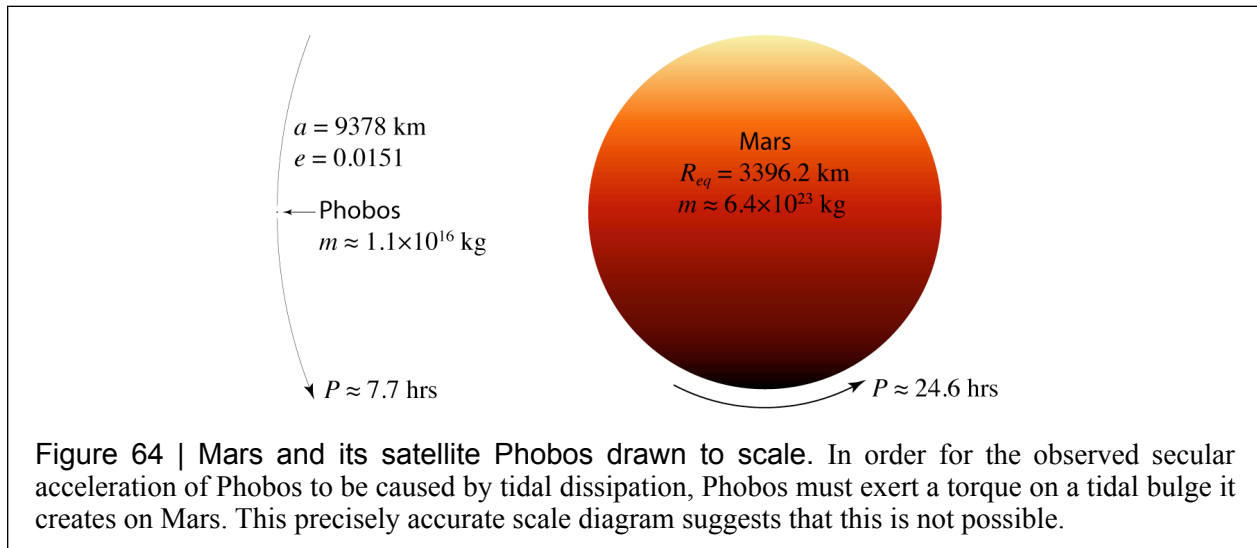 a = 9378 km
e = 0.0151
Phobos
m ≈ 1.1×10¹⁶ kg
P ≈ 7.7 hrs
Mars
R_eq = 3396.2 km
m ≈ 6.4×10²³ kg
P ≈ 24.6 hrs
Figure 64 | Mars and its satellite Phobos drawn to scale. In order for the observed secular
acceleration of Phobos to be caused by tidal dissipation, Phobos must exert a torque on a tidal bulge it
creates on Mars. This precisely accurate scale diagram suggests that this is not possible.